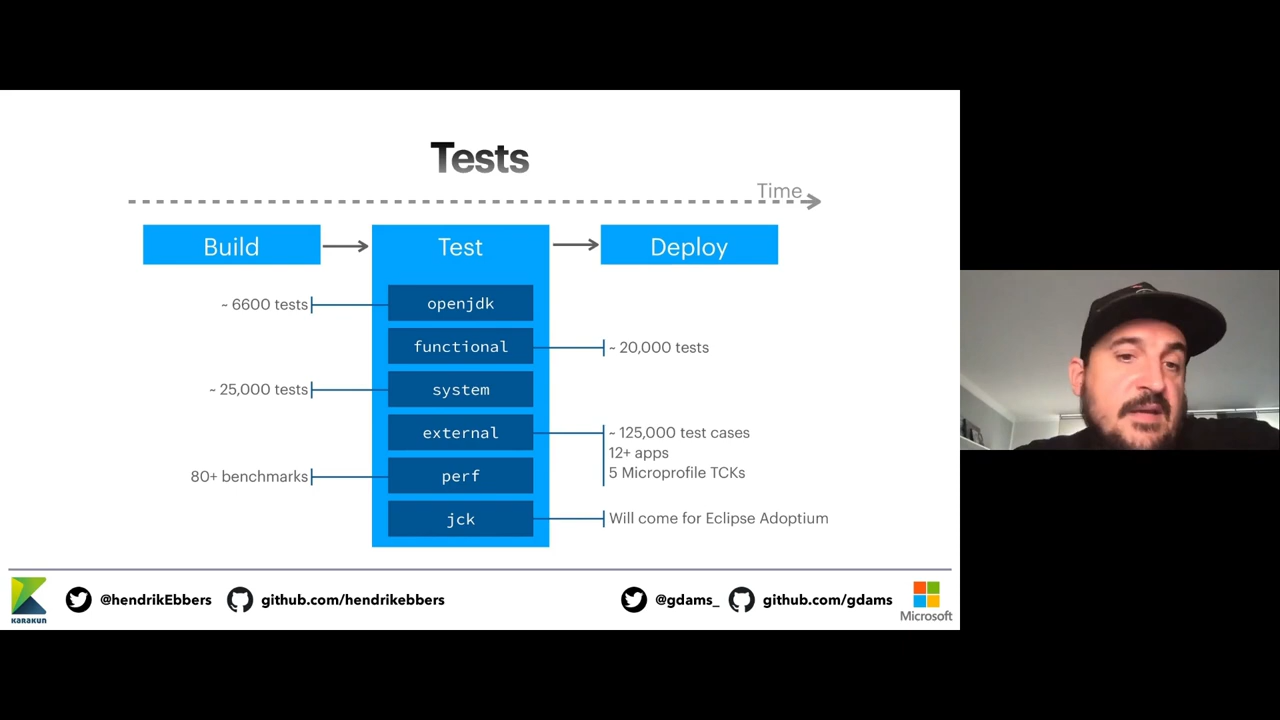 Tests
Time
Build
Test
Deploy
~ 6600 tests
openjdk
functional
~ 20,000 tests
~ 25,000 tests
system
external
~ 125,000 test cases
12+ apps
5 Microprofile TCKs
80+ benchmarks
perf
jck
Will come for Eclipse Adoptium
@hendrikEbbers
github.com/hendrikebbers
@gdams_
github.com/gdams
KARAKUN
Microsoft